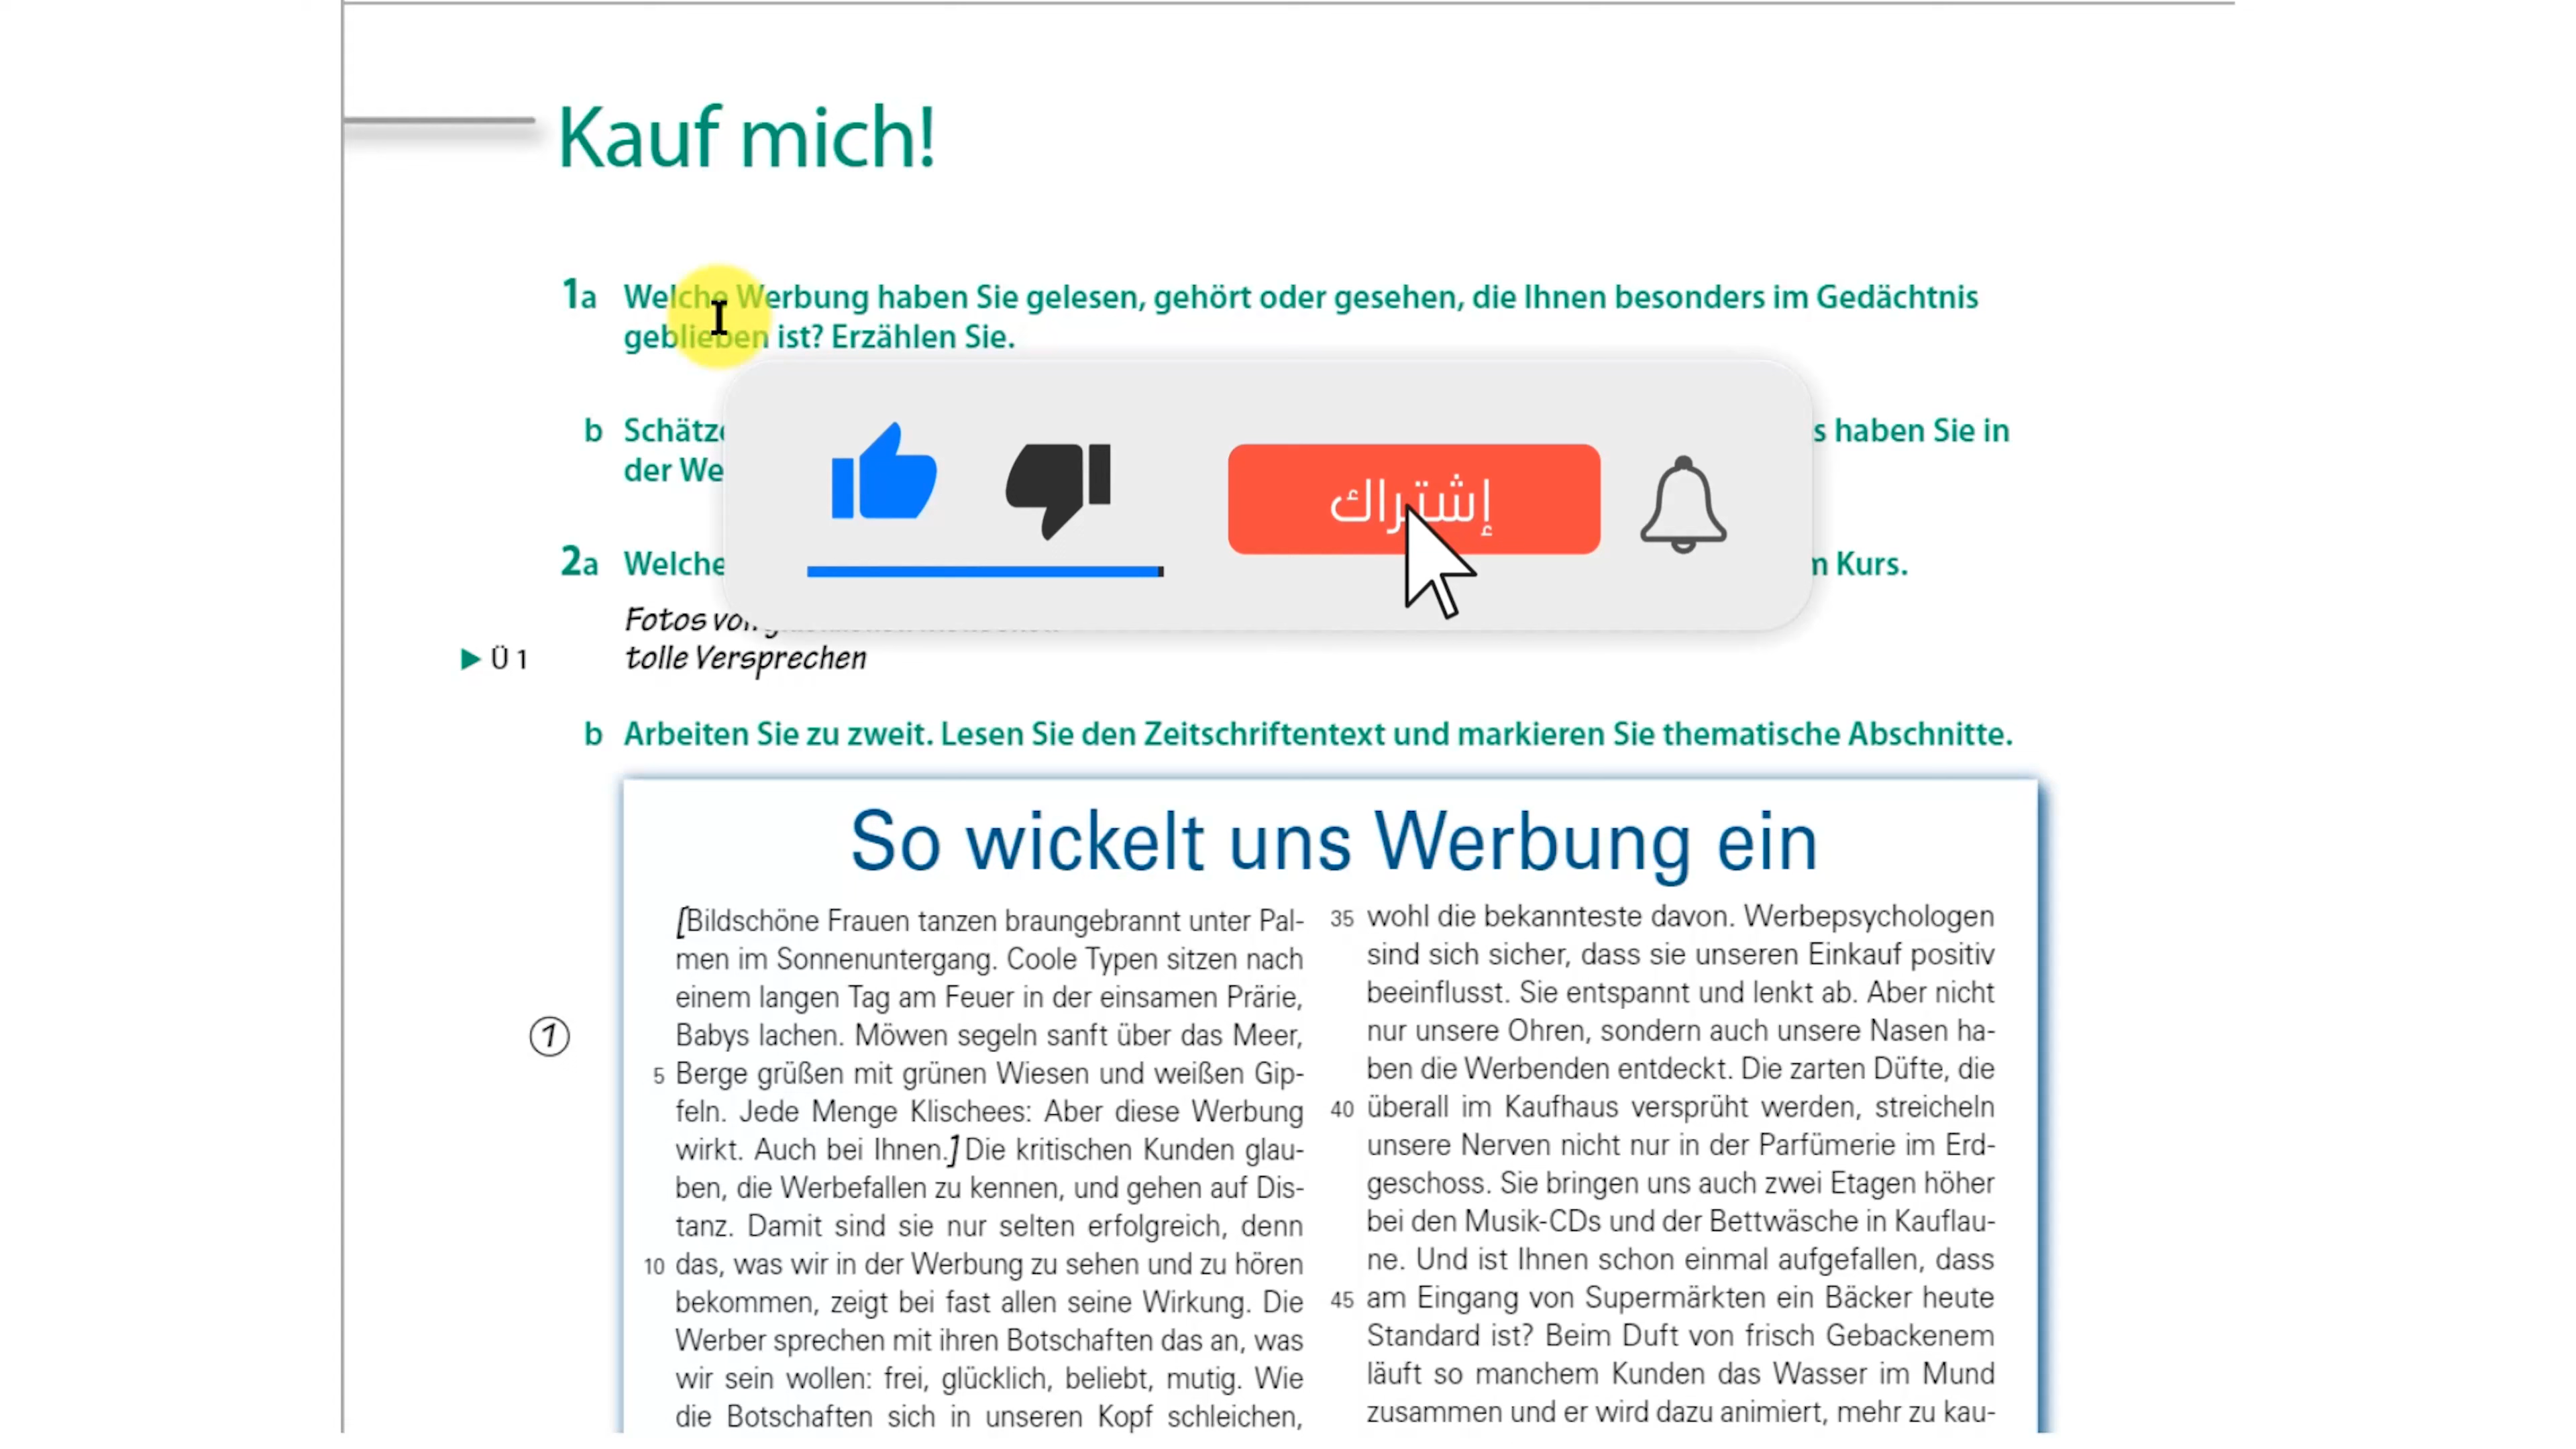 Kauf mich!
1a Welche Werbung haben Sie gelesen, gehört oder gesehen, die Ihnen besonders im Gedächtnis
geblieben ist? Erzählen Sie.
b haben Sie in
der
إشتراك
2a Welche Kurs.
Fotos
▶ Ü 1 tolle Versprechen
b Arbeiten Sie zu zweit. Lesen Sie den Zeitschriftentext und markieren Sie thematische Abschnitte.
So wickelt uns Werbung ein
[Bildschöne Frauen tanzen braungebrannt unter Pal-
men im Sonnenuntergang. Coole Typen sitzen nach
einem langen Tag am Feuer in der einsamen Prärie,
1 Babys lachen. Möwen segeln sanft über das Meer,
5 Berge grüßen mit grünen Wiesen und weißen Gip-
feln. Jede Menge Klischees: Aber diese Werbung
wirkt. Auch bei Ihnen.] Die kritischen Kunden glau-
ben, die Werbefallen zu kennen, und gehen auf Dis-
tanz. Damit sind sie nur selten erfolgreich, denn
10 das, was wir in der Werbung zu sehen und zu hören
bekommen, zeigt bei fast allen seine Wirkung. Die
Werber sprechen mit ihren Botschaften das an, was
wir sein wollen: frei, glücklich, beliebt, mutig. Wie
die Botschaften sich in unseren Kopf schleichen,
35 wohl die bekannteste davon. Werbepsychologen
sind sich sicher, dass sie unseren Einkauf positiv
beeinflusst. Sie entspannt und lenkt ab. Aber nicht
nur unsere Ohren, sondern auch unsere Nasen ha-
ben die Werbenden entdeckt. Die zarten Düfte, die
40 überall im Kaufhaus versprüht werden, streicheln
unsere Nerven nicht nur in der Parfümerie im Erd-
geschoss. Sie bringen uns auch zwei Etagen höher
bei den Musik-CDs und der Bettwäsche in Kauflau-
ne. Und ist Ihnen schon einmal aufgefallen, dass
45 am Eingang von Supermärkten ein Bäcker heute
Standard ist? Beim Duft von frisch Gebackenem
läuft so manchem Kunden das Wasser im Mund
zusammen und er wird dazu animiert, mehr zu kau-